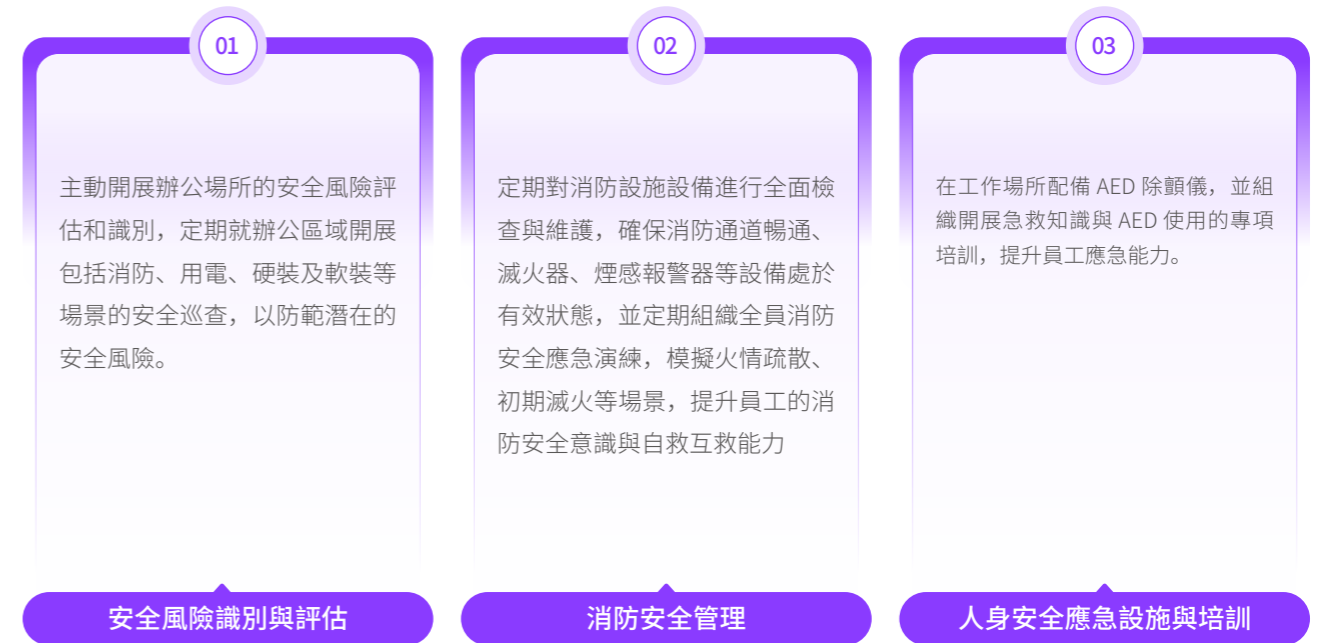 01
主動開展辦公場所的安全風險評
估和識別，定期就辦公區域開展
包括消防、用電、硬裝及軟裝等
場景的安全巡查，以防範潛在的
安全風險。
安全風險識別與評估
02
定期對消防設施設備進行全面檢
查與維護，確保消防通道暢通、
滅火器、煙感報警器等設備處於
有效狀態，並定期組織全員消防
安全應急演練，模擬火情疏散、
初期滅火等場景，提升員工的消
防安全意識與自救互救能力
消防安全管理
03
在工作場所配備 AED 除顫儀，並組
織開展急救知識與 AED 使用的專項
培訓，提升員工應急能力。
人身安全應急設施與培訓